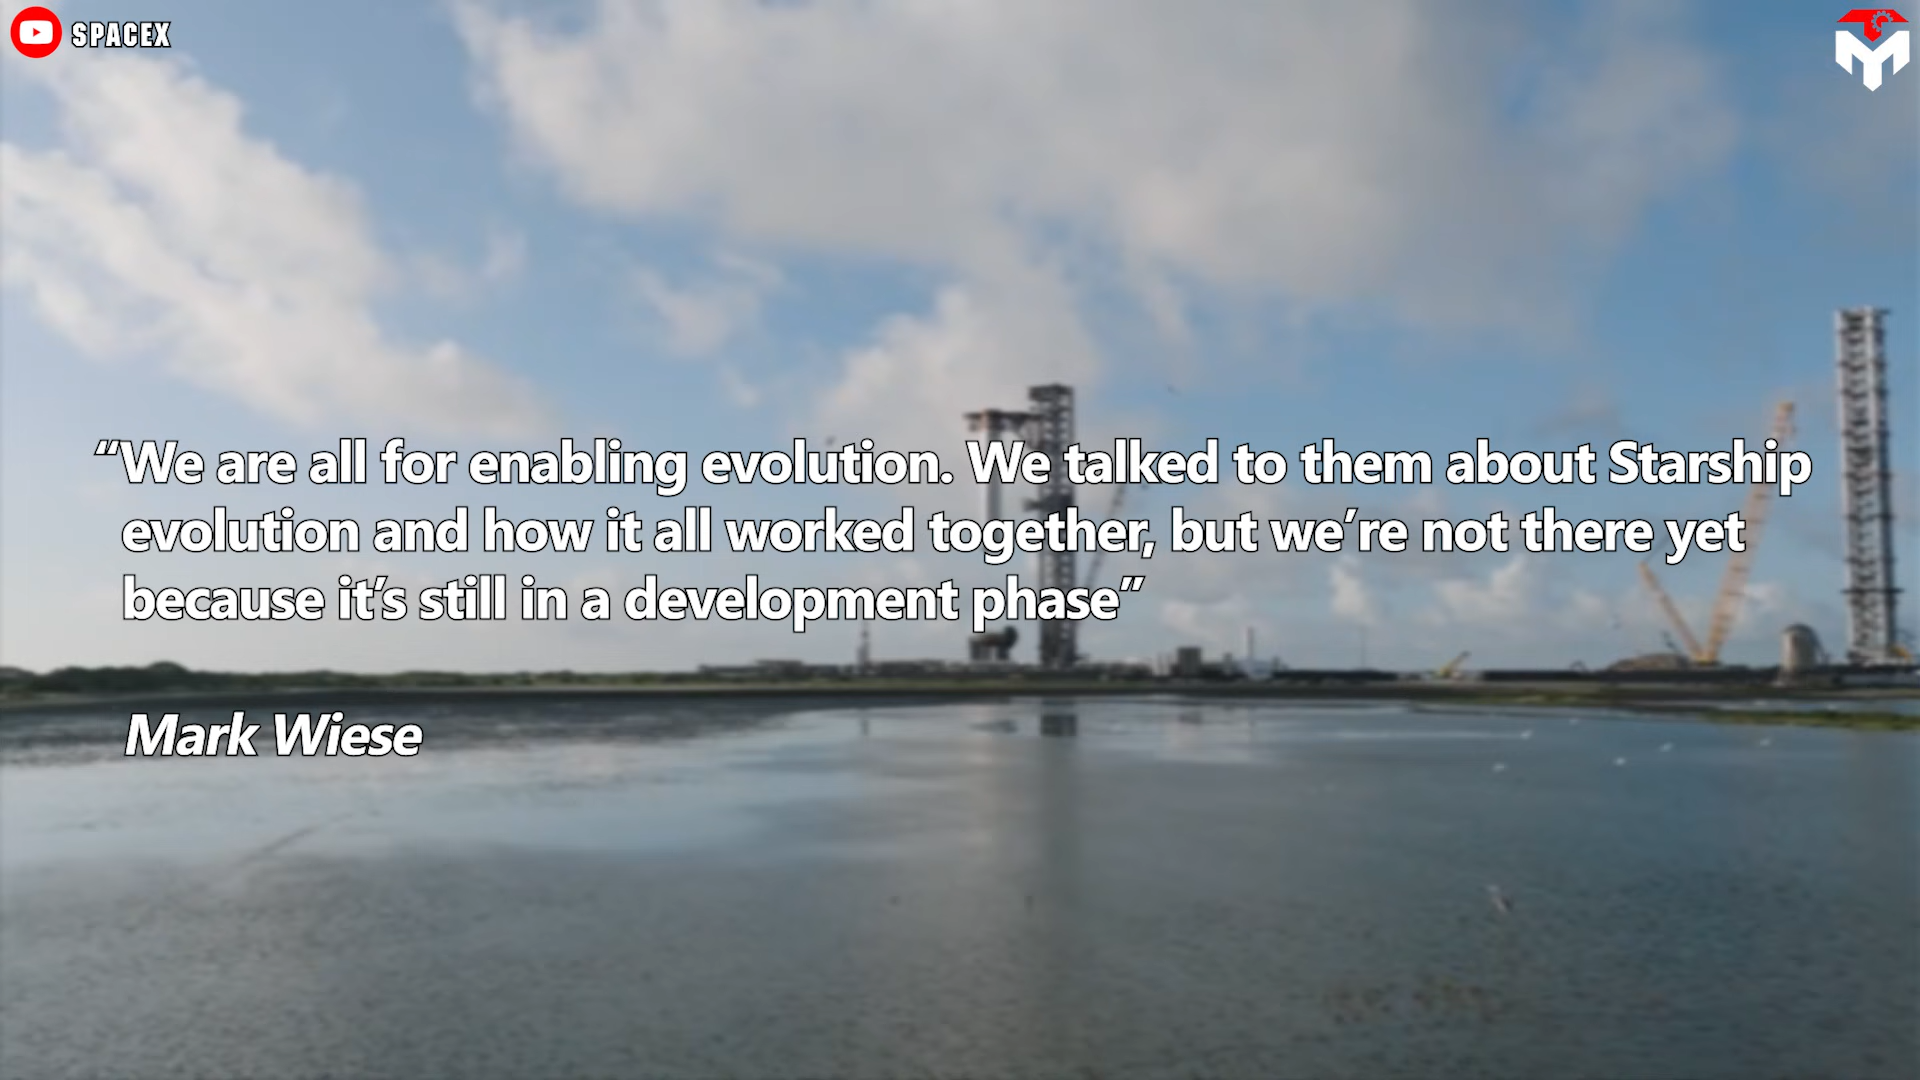 SPACEX
“We are all for enabling evolution. We talked to them about Starship
evolution and how it all worked together, but we’re not there yet
because it’s still in a development phase”
Mark Wiese